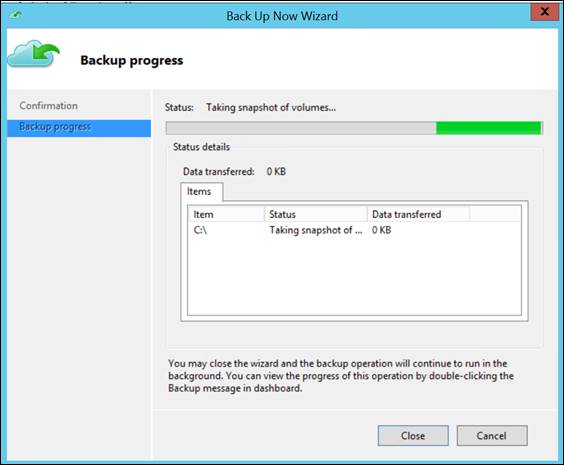 Back Up Now Wizard
X
Backup progress
Confirmation
Backup progress
Status: Taking snapshot of volumes...
Status details
Data transferred: 0 KB
Items
Item Status Data transferred
C:\ Taking snapshot of ... 0 KB
You may close the wizard and the backup operation will continue to run in the
background. You can view the progress of this operation by double-clicking the
Backup message in dashboard.
Close Cancel